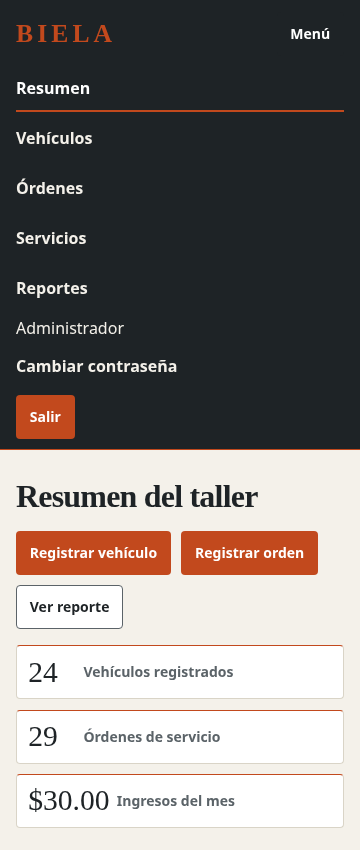 BIELA Menú
Resumen
Vehículos
Órdenes
Servicios
Reportes
Administrador
Cambiar contraseña
Salir
Resumen del taller
Registrar vehículo Registrar orden
Ver reporte
24 Vehículos registrados
29 Órdenes de servicio
$30.00 Ingresos del mes